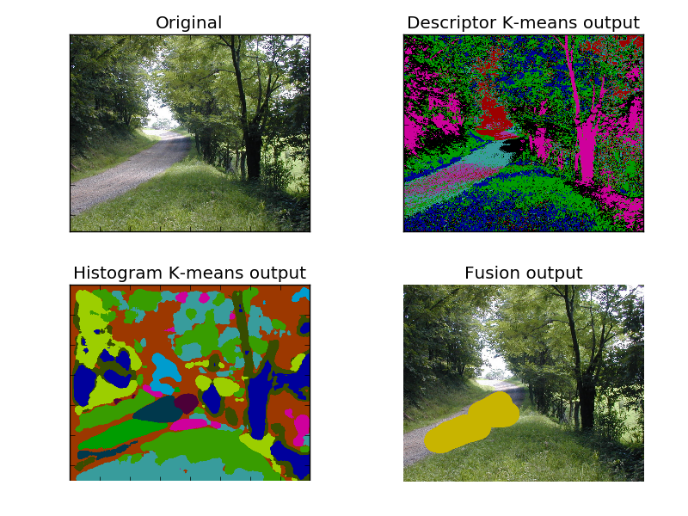 Original
Descriptor K-means output
Histogram K-means output
Fusion output